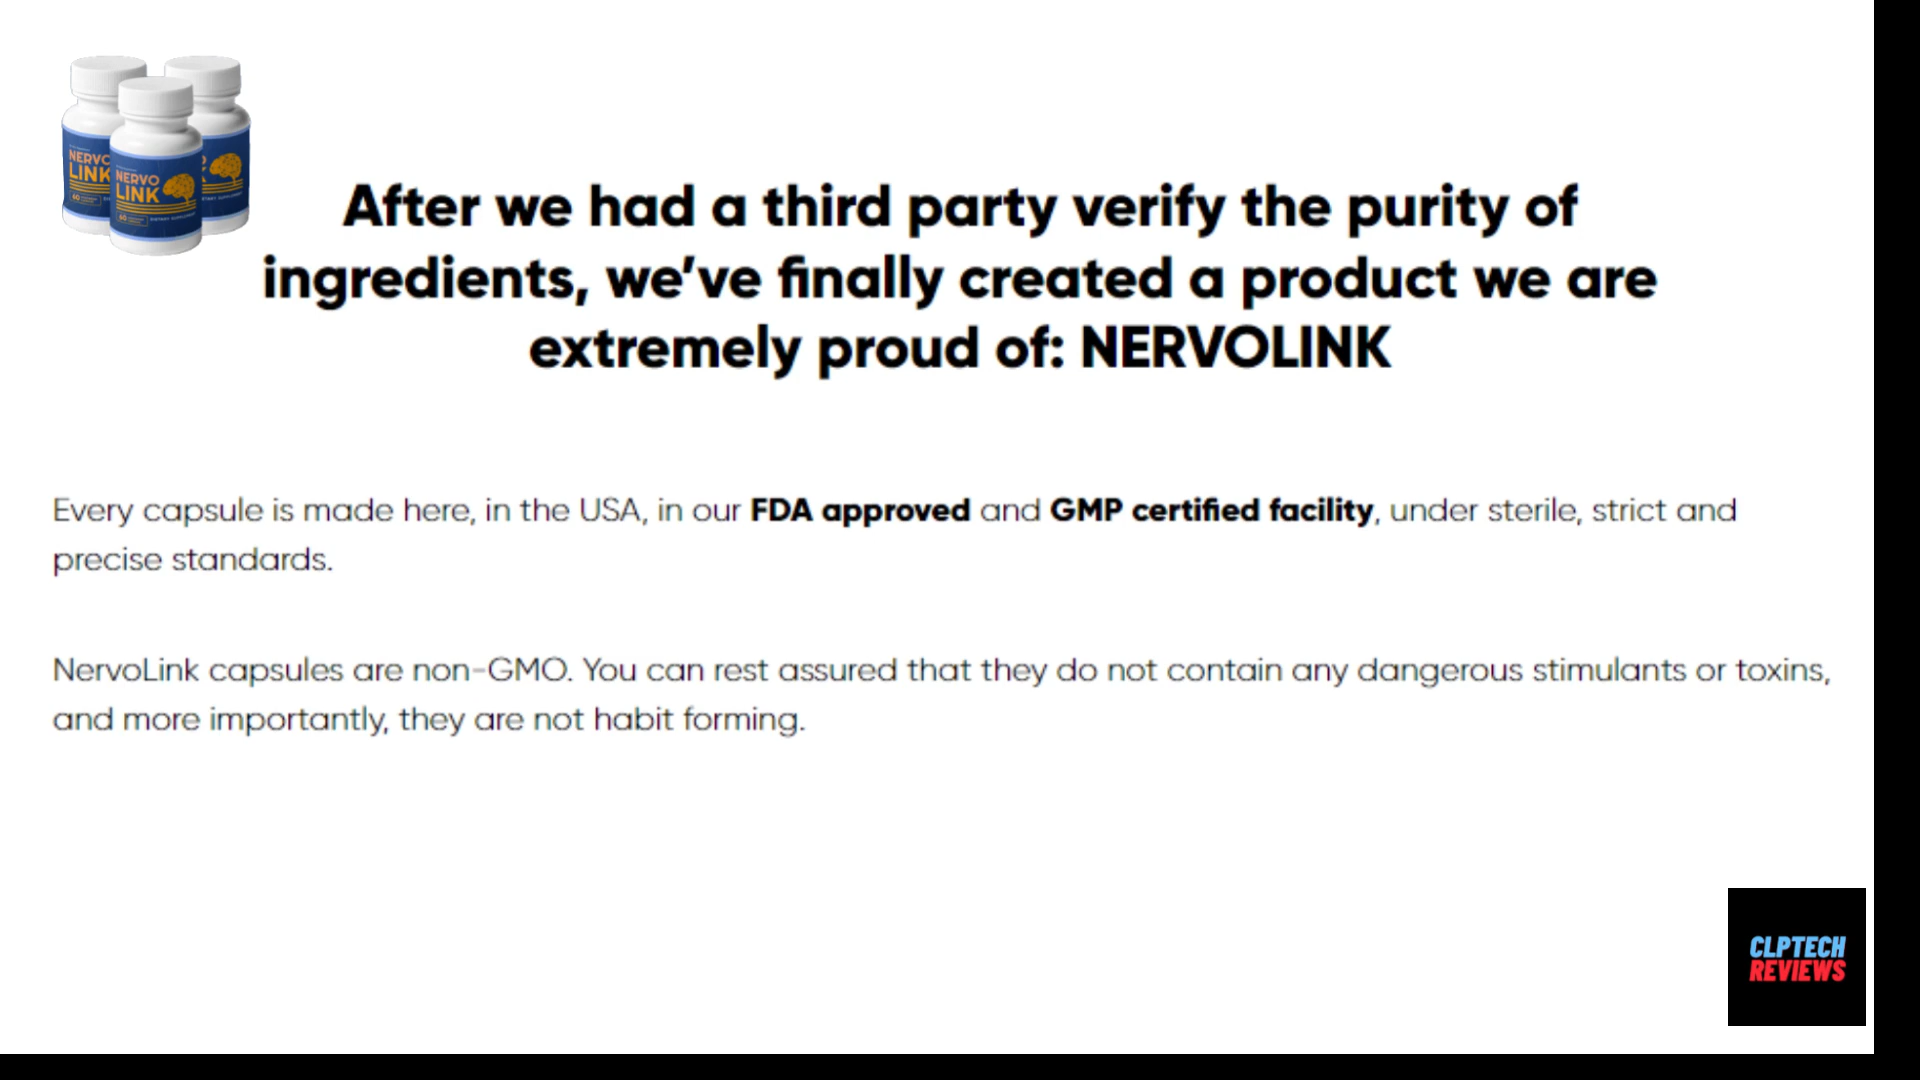 NERVO
LINK
NERVO
LINK
60
60
DIETARY SUPPLEMENT
After we had a third party verify the purity of
ingredients, we've finally created a product we are
extremely proud of: NERVOLINK
Every capsule is made here, in the USA, in our FDA approved and GMP certified facility, under sterile, strict and
precise standards.
NervoLink capsules are non-GMO. You can rest assured that they do not contain any dangerous stimulants or toxins,
and more importantly, they are not habit forming.
CLPTECH
REVIEWS